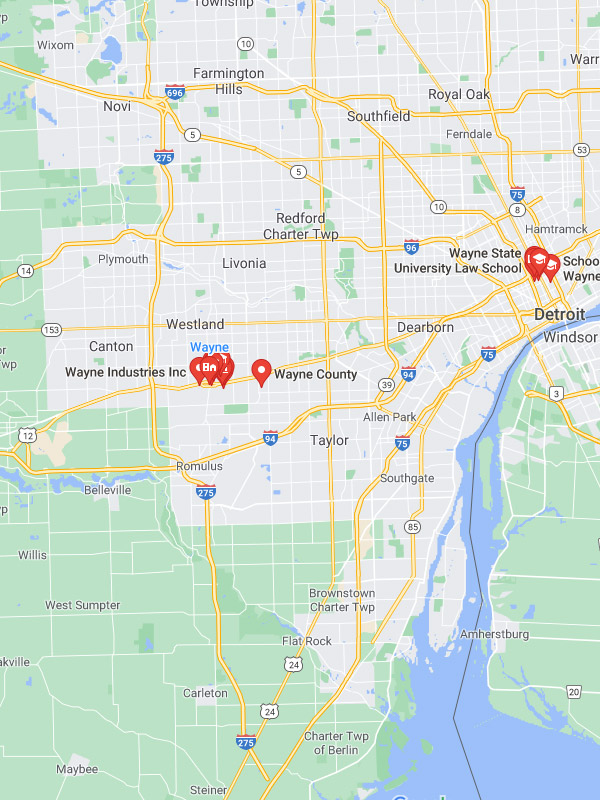 Township
Wixom
10
Farmington
Hills
Warr
696
Novi
Royal Oak
Southfield
5
Ferndale
275
53
5
75
10
8
Redford
Charter Twp
Hamtramck
96
Plymouth
Wayne State
University Law School
Schoo
Wayne
14
Livonia
Detroit
153
Westland
Dearborn
Windsor
Canton
Wayne
75
or
Twp
Wayne Industries Inc
Wayne County
94
39
3
12
Allen Park
94
Taylor
75
Romulus
Southgate
Belleville
275
85
Willis
Brownstown
Charter Twp
West Sumpter
Amherstburg
Flat Rock
akville
24
Carleton
20
24
275
Charter Twp
of Berlin
Maybee
Steiner